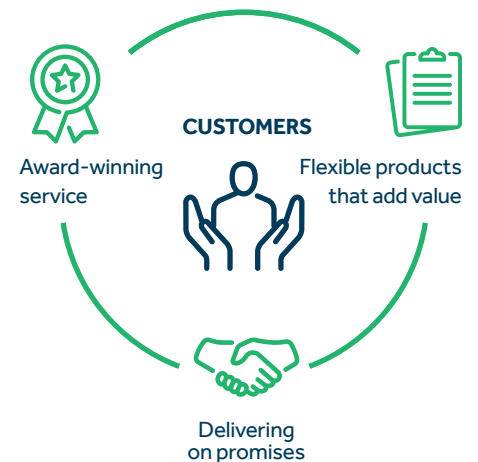 CUSTOMERS
Award-winning
service
Flexible products
that add value
Delivering
on promises